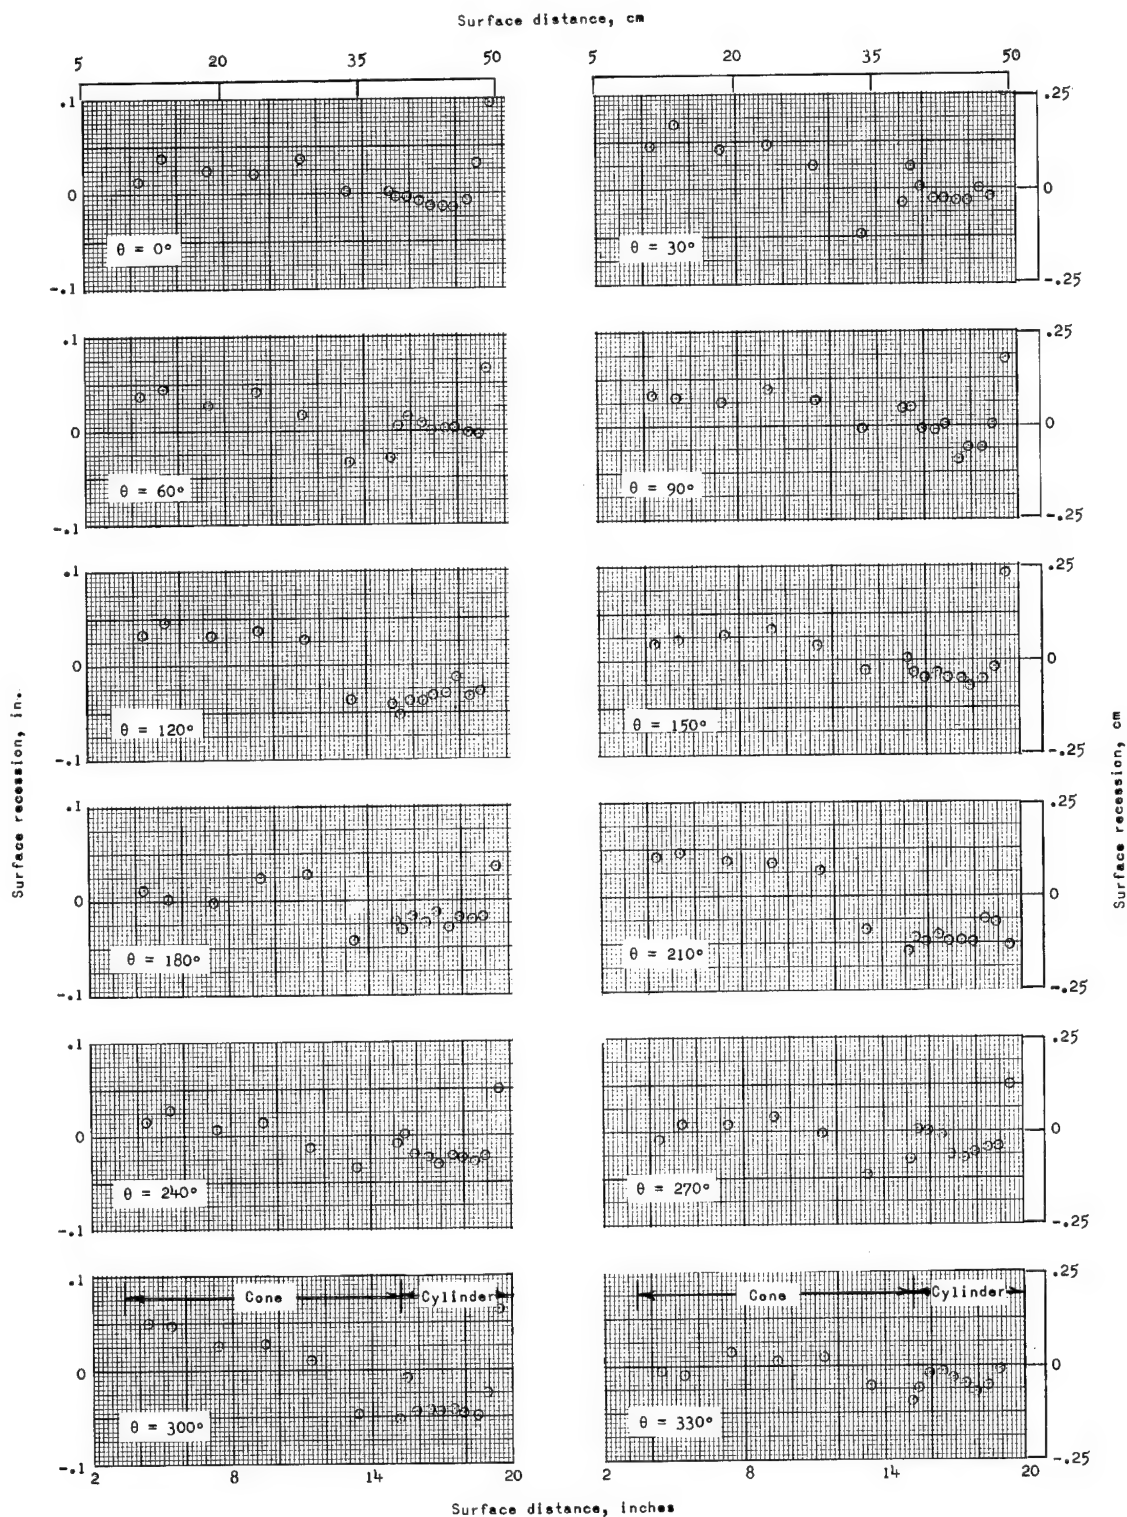 Surface distance, cm
5 20 35 50 5 20 35 50
.1 .25
0 0
θ = 0° θ = 30°
-.1 -.25
.1 .25
0 0
θ = 60° θ = 90°
-.1 -.25
.1 .25
0 0
θ = 120° θ = 150°
-.1 -.25
Surface recession, in.
Surface recession, cm
.1 .25
0 0
θ = 180° θ = 210°
-.1 -.25
.1 .25
0 0
θ = 240° θ = 270°
-.1 -.25
.1 .25
Cone Cylinder Cone Cylinder
0 0
θ = 300° θ = 330°
-.1 -.25
2 8 14 20 2 8 14 20
Surface distance, inches